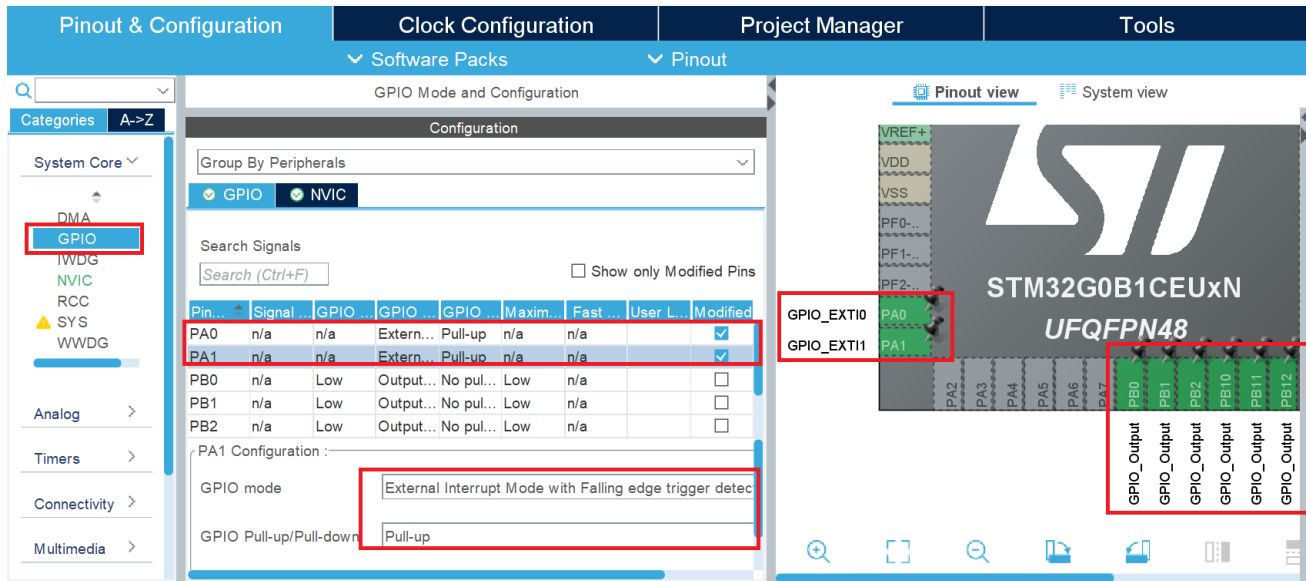 Pinout & Configuration
Clock Configuration
Project Manager
Tools
Software Packs
Pinout
GPIO Mode and Configuration
Pinout view
System view
Categories
A->Z
Configuration
System Core
Group By Peripherals
GPIO
NVIC
DMA
GPIO
IWDG
NVIC
RCC
SYS
WWDG
Analog
Timers
Connectivity
Multimedia
Search Signals
Search (Ctrl+F)
Show only Modified Pins
Pin... Signal ... GPIO ... GPIO ... GPIO ... Maxim... Fast ... User L... Modified
PA0 n/a n/a Extern... Pull-up n/a n/a
PA1 n/a n/a Extern... Pull-up n/a n/a
PB0 n/a Low Output... No pul... Low n/a
PB1 n/a Low Output... No pul... Low n/a
PB2 n/a Low Output... No pul... Low n/a
PA1 Configuration :
GPIO mode
External Interrupt Mode with Falling edge trigger detec
GPIO Pull-up/Pull-down
Pull-up
VREF+
VDD
VSS
PF0-..
PF1-..
PF2-..
GPIO_EXTI0 PA0
GPIO_EXTI1 PA1
STM32G0B1CEUxN
UFQFPN48
PA2
PA3
PA4
PA5
PA6
PA7
PB0
PB1
PB2
PB10
PB11
PB12
GPIO_Output
GPIO_Output
GPIO_Output
GPIO_Output
GPIO_Output
GPIO_Output